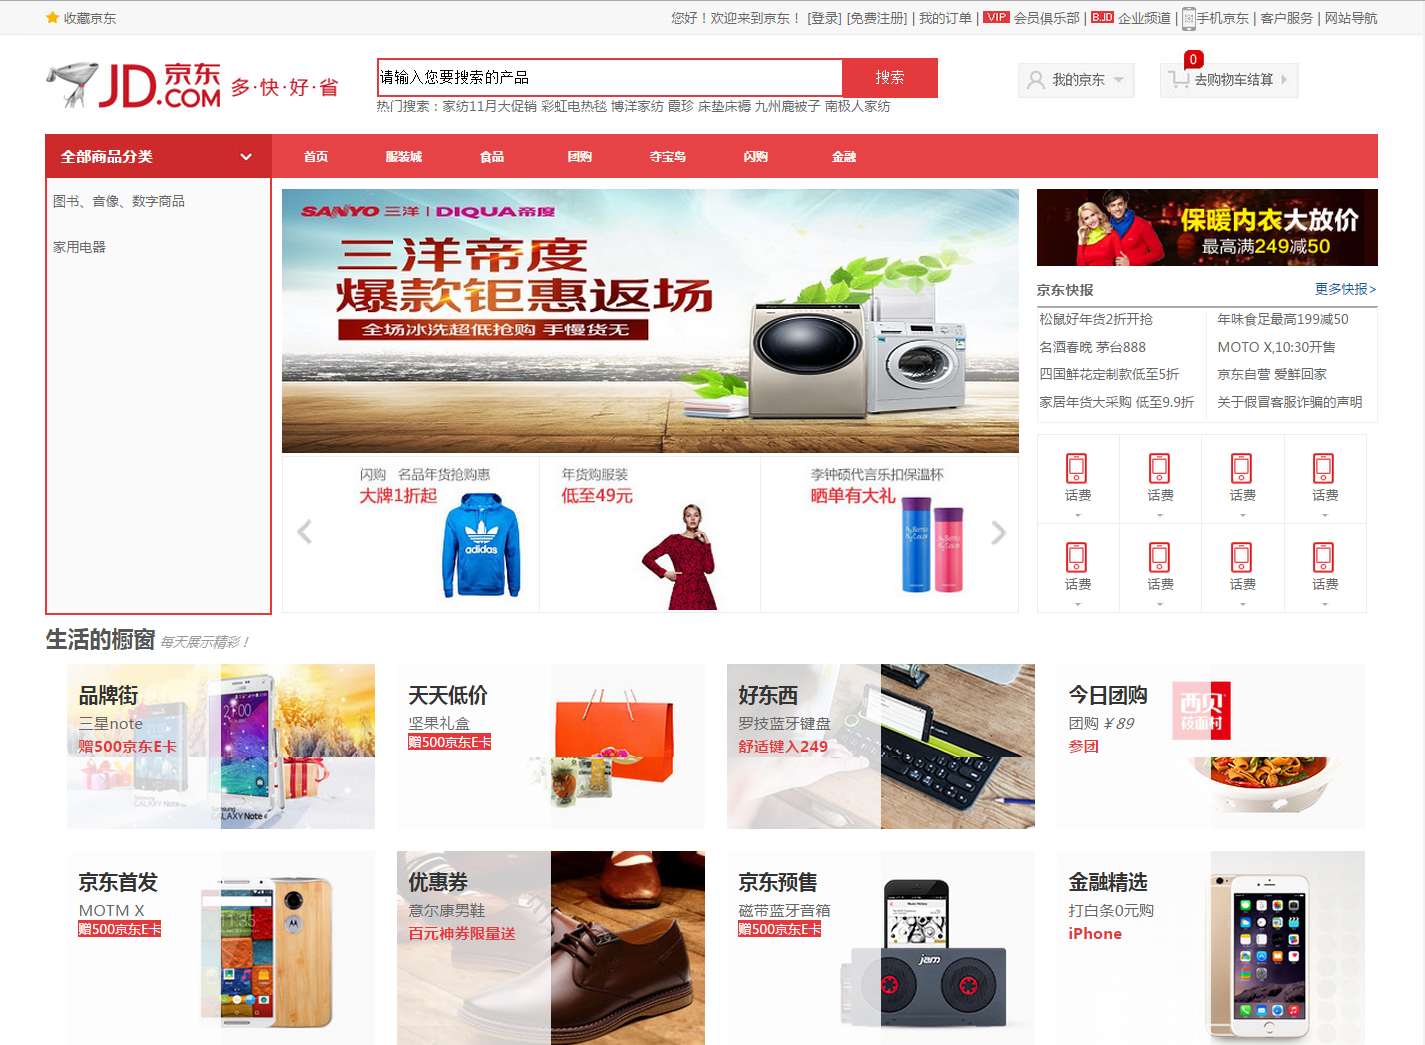 收藏京东
您好！欢迎来到京东！ [登录] [免费注册] | 我的订单 | VIP 会员俱乐部 | BJD 企业频道 | 手机京东 | 客户服务 | 网站导航
JD.COM 京东 多·快·好·省
请输入您要搜索的产品 搜索
热门搜索：家纺11月大促销 彩虹电热毯 博洋家纺 霞珍 床垫床褥 九州鹿被子 南极人家纺
我的京东
0
去购物车结算
全部商品分类 首页 服装城 食品 团购 夺宝岛 闪购 金融
图书、音像、数字商品
家用电器
SANYO 三洋 | DIQUA帝度
三洋帝度
爆款钜惠返场
全场冰洗超低抢购 手慢货无
闪购 名品年货抢购惠
大牌1折起
adidas
年货购服装
低至49元
李钟硕代言乐扣保温杯
晒单有大礼
保暖内衣大放价
最高满249减50
京东快报 更多快报>
松鼠好年货2折开抢 年味食足最高199减50
名酒春晚 茅台888 MOTO X,10:30开售
四国鲜花定制款低至5折 京东自营 爱鲜回家
家居年货大采购 低至9.9折 关于假冒客服诈骗的声明
话费 话费 话费 话费
话费 话费 话费 话费
生活的橱窗 每天展示精彩！
品牌街
三星note
赠500京东E卡
Samsung
GALAXY Note 4
天天低价
坚果礼盒
赠500京东E卡
好东西
罗技蓝牙键盘
舒适键入249
今日团购
团购￥89
参团
西贝
莜面村
京东首发
MOTM X
赠500京东E卡
优惠券
意尔康男鞋
百元神券限量送
京东预售
磁带蓝牙音箱
赠500京东E卡
jam
金融精选
打白条0元购
iPhone